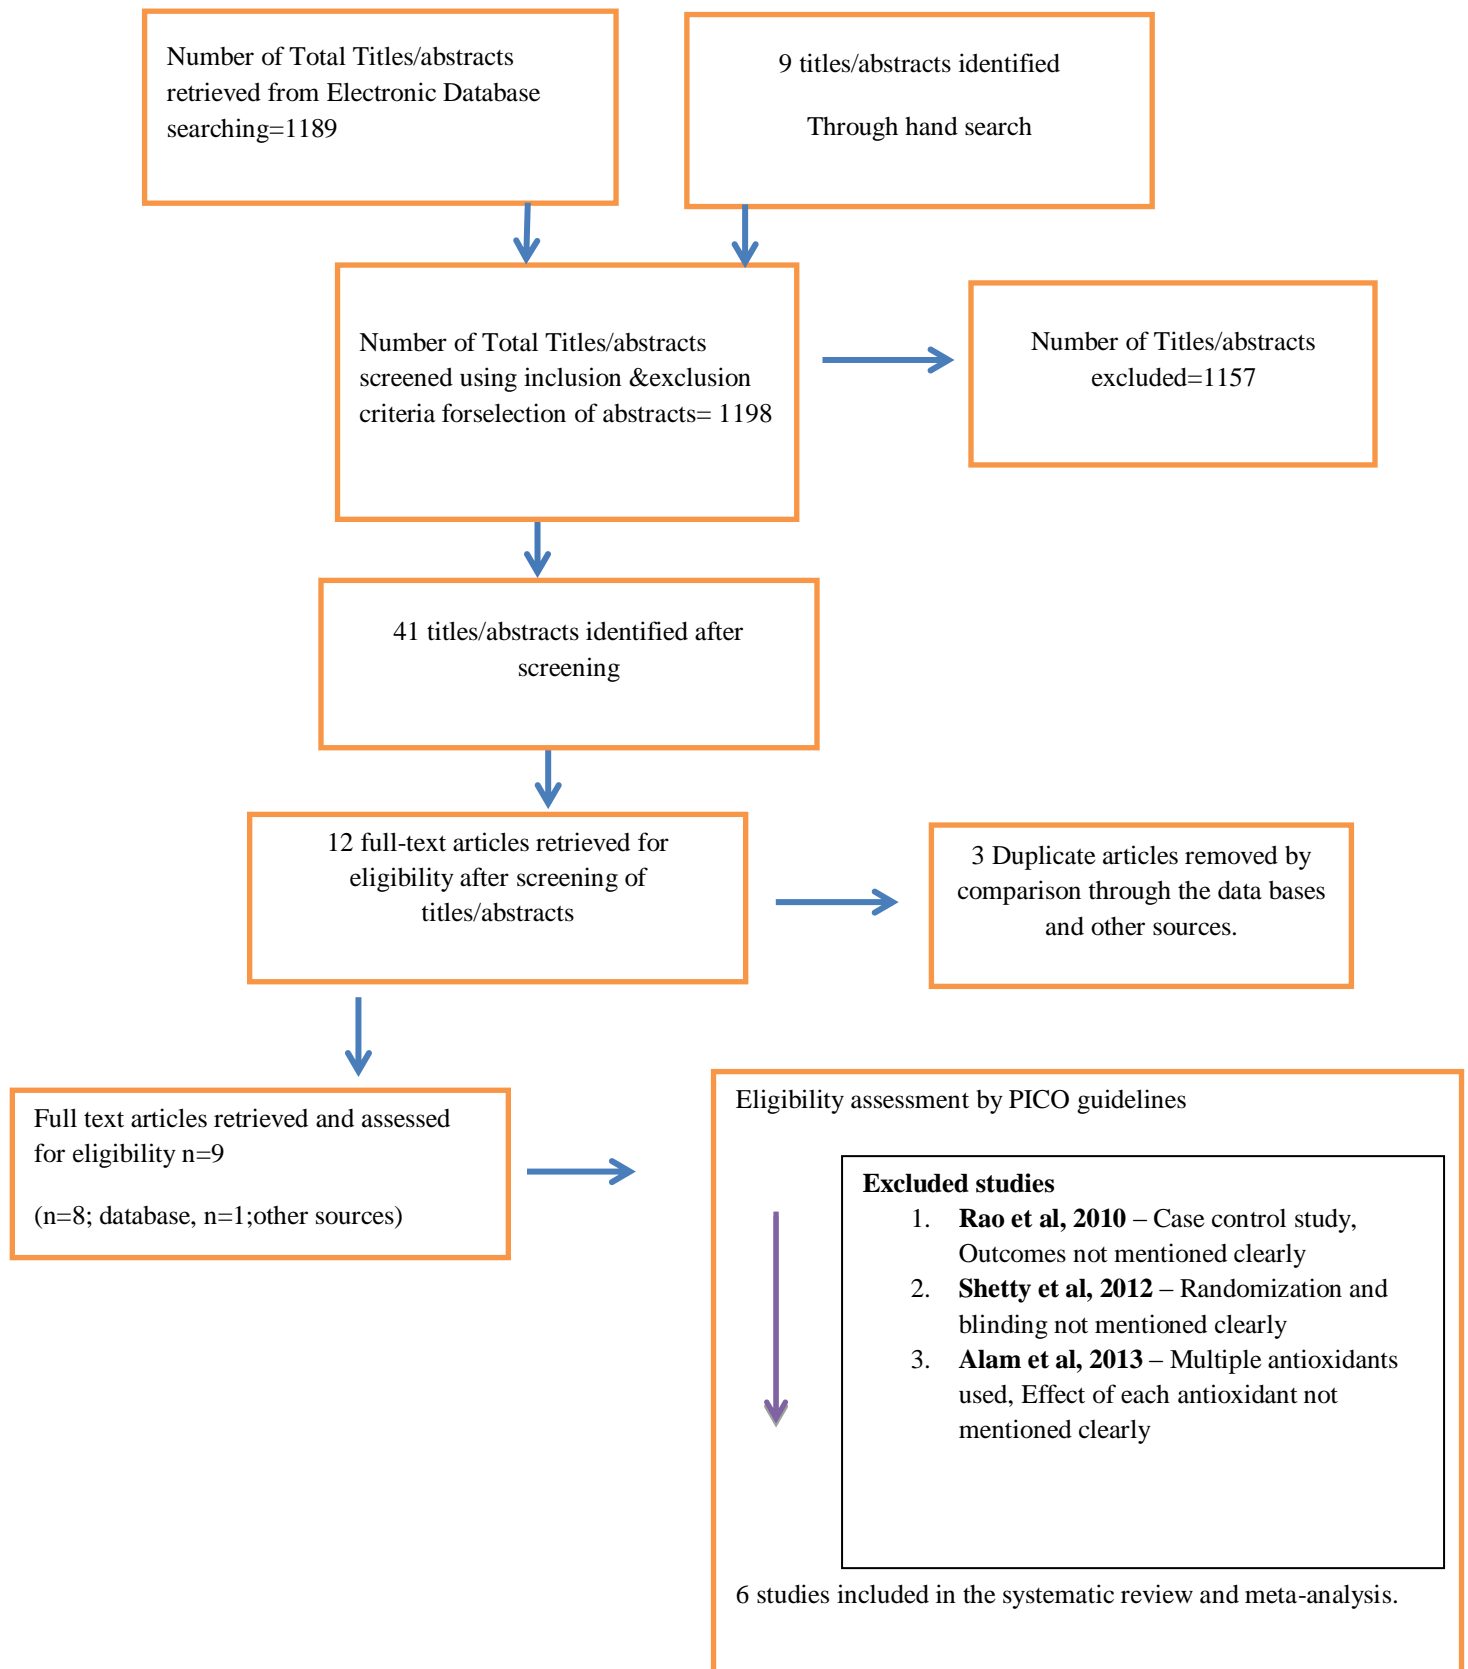 Number of Total Titles/abstracts
retrieved from Electronic Database
searching=1189
9 titles/abstracts identified
Through hand search
Number of Total Titles/abstracts
screened using inclusion &exclusion
criteria forselection of abstracts= 1198
Number of Titles/abstracts
excluded=1157
41 titles/abstracts identified after
screening
12 full-text articles retrieved for
eligibility after screening of
titles/abstracts
3 Duplicate articles removed by
comparison through the data bases
and other sources.
Full text articles retrieved and assessed
for eligibility n=9
(n=8; database, n=1;other sources)
Eligibility assessment by PICO guidelines
Excluded studies
1. Rao et al, 2010 – Case control study,
Outcomes not mentioned clearly
2. Shetty et al, 2012 – Randomization and
blinding not mentioned clearly
3. Alam et al, 2013 – Multiple antioxidants
used, Effect of each antioxidant not
mentioned clearly
6 studies included in the systematic review and meta-analysis.